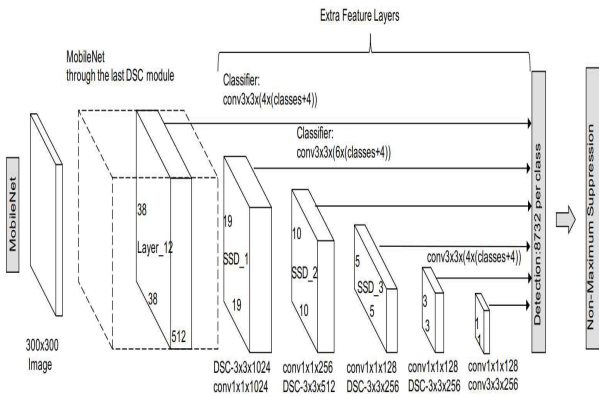 Extra Feature Layers
MobileNet
through the last DSC module
Classifier:
conv3x3x(4x(classes+4))
Classifier:
conv3x3x(6x(classes+4))
MobileNet
300x300
Image
38
Layer_12
38
512
19
SSD_1
19
10
SSD_2
10
5
SSD_3
5
conv3x3x(4x(classes+4))
3
3
1
1
DSC-3x3x1024
conv1x1x1024
conv1x1x256
DSC-3x3x512
conv1x1x128
DSC-3x3x256
conv1x1x128
DSC-3x3x256
conv1x1x128
conv3x3x256
Detection:8732 per class
Non-Maximum Suppression